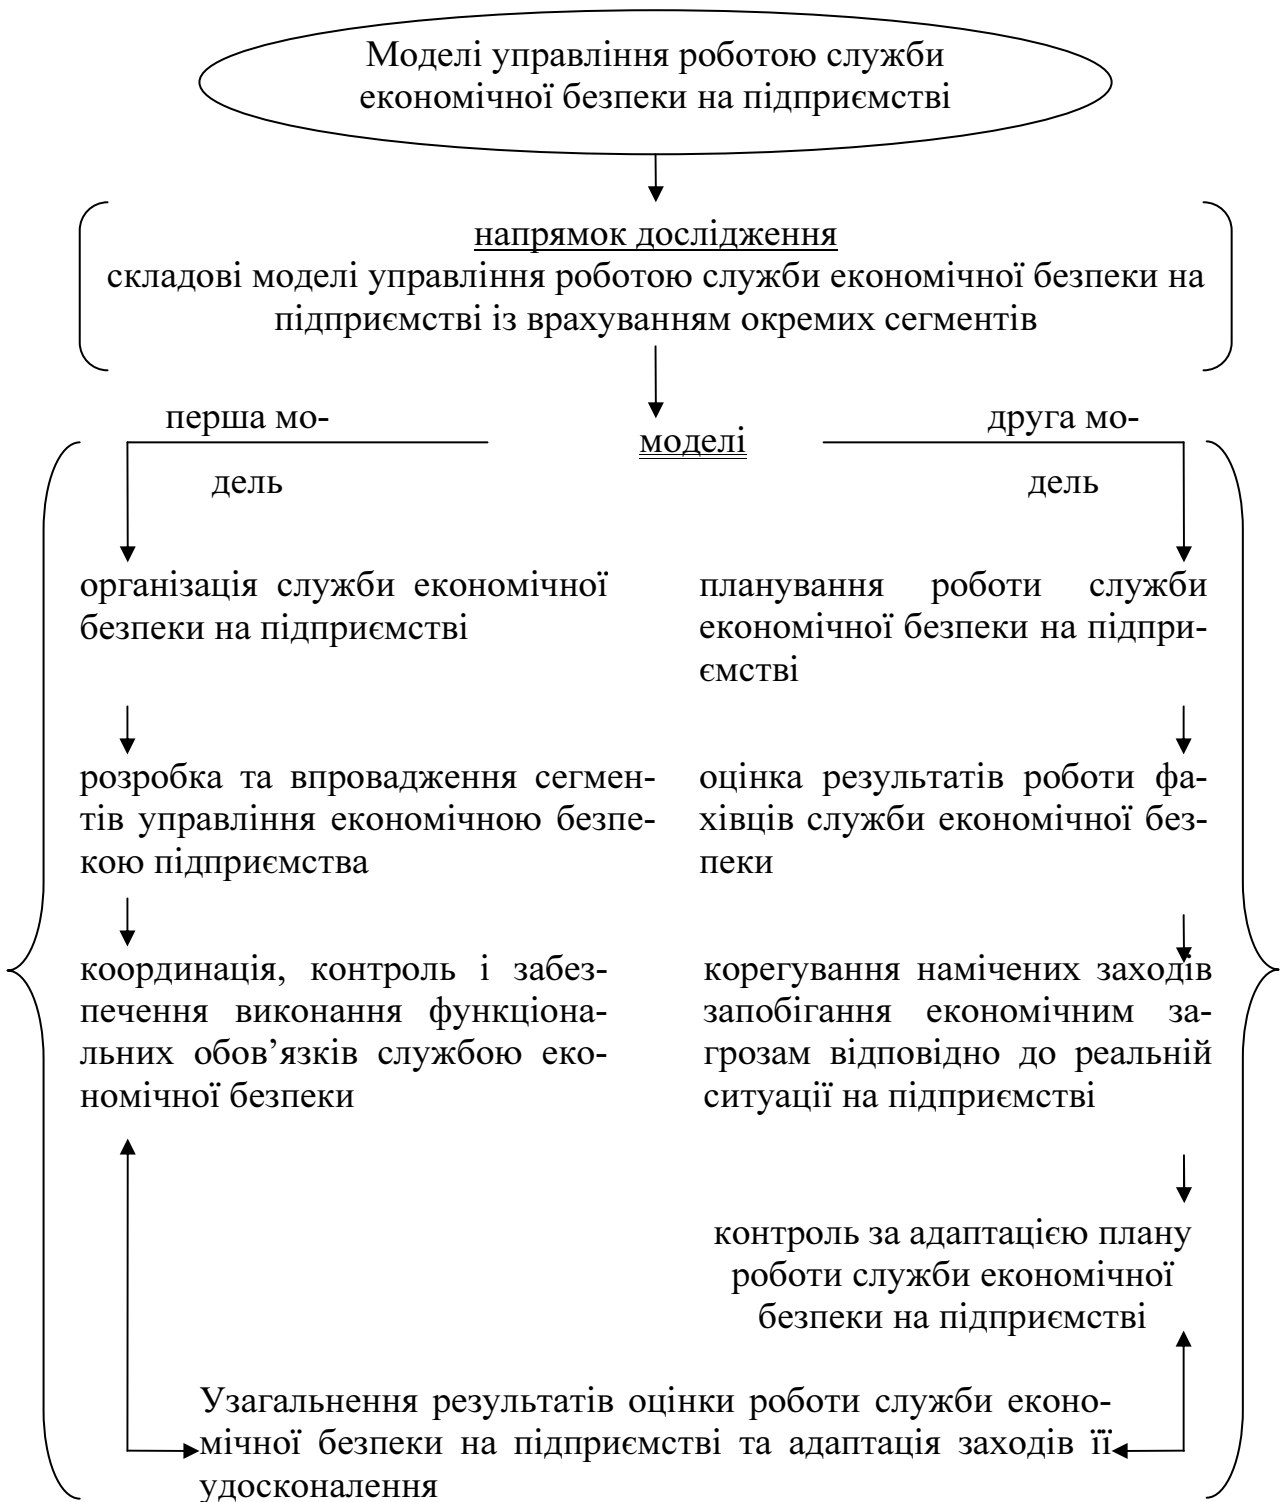 Моделі управління роботою служби
економічної безпеки на підприємстві
напрямок дослідження
складові моделі управління роботою служби економічної безпеки на
підприємстві із врахуванням окремих сегментів
перша мо-
дель
моделі
друга мо-
дель
організація служби економічної
безпеки на підприємстві
розробка та впровадження сегмен-
тів управління економічною безпе-
кою підприємства
координація, контроль і забез-
печення виконання функціона-
льних обов’язків службою еко-
номічної безпеки
планування роботи служби
економічної безпеки на підпри-
ємстві
оцінка результатів роботи фа-
хівців служби економічної без-
пеки
корегування намічених заходів
запобігання економічним за-
грозам відповідно до реальній
ситуації на підприємстві
контроль за адаптацією плану
роботи служби економічної
безпеки на підприємстві
Узагальнення результатів оцінки роботи служби еконо-
мічної безпеки на підприємстві та адаптація заходів її
удосконалення